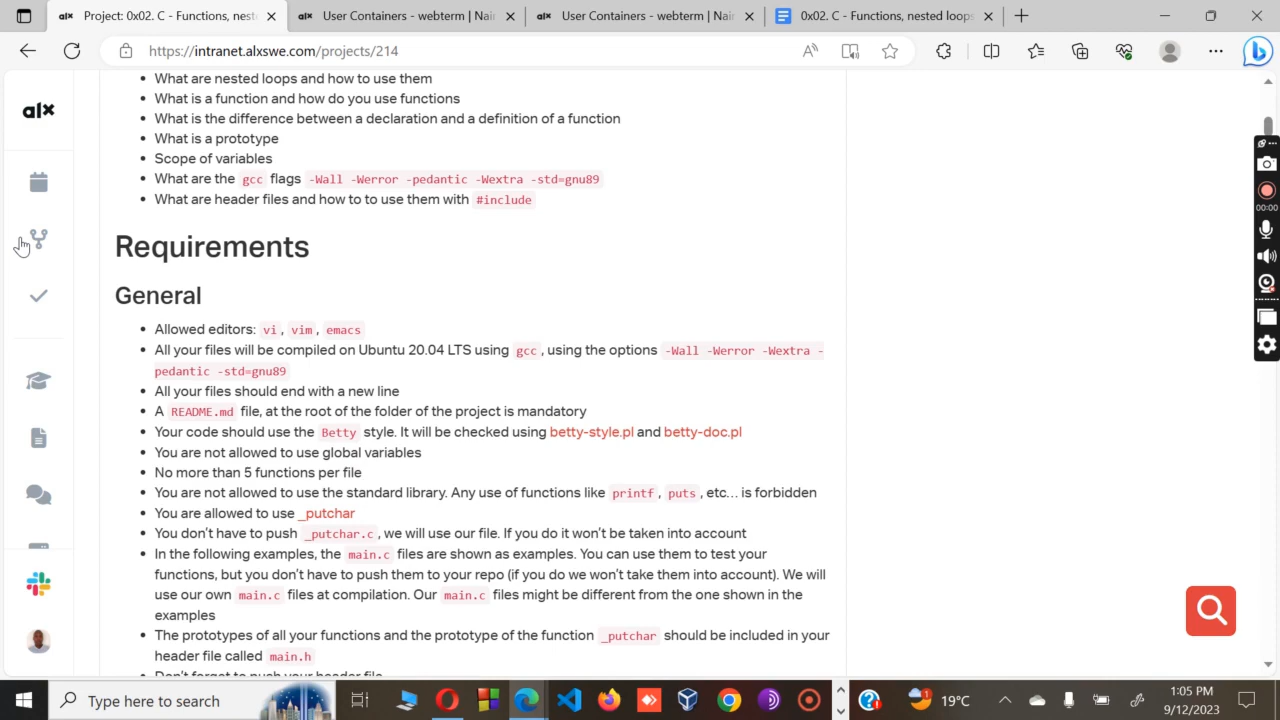 Project: 0x02. C - Functions, nest
User Containers - webterm | Nai
User Containers - webterm | Nai
0x02. C - Functions, nested loops
https://intranet.alxswe.com/projects/214
alx
What are nested loops and how to use them
What is a function and how do you use functions
What is the difference between a declaration and a definition of a function
What is a prototype
Scope of variables
What are the gcc flags -Wall -Werror -pedantic -Wextra -std=gnu89
What are header files and how to to use them with #include
Requirements
General
Allowed editors: vi, vim, emacs
All your files will be compiled on Ubuntu 20.04 LTS using gcc, using the options -Wall -Werror -Wextra -
pedantic -std=gnu89
All your files should end with a new line
A README.md file, at the root of the folder of the project is mandatory
Your code should use the Betty style. It will be checked using betty-style.pl and betty-doc.pl
You are not allowed to use global variables
No more than 5 functions per file
You are not allowed to use the standard library. Any use of functions like printf, puts, etc… is forbidden
You are allowed to use _putchar
You don’t have to push _putchar.c, we will use our file. If you do it won’t be taken into account
In the following examples, the main.c files are shown as examples. You can use them to test your
functions, but you don’t have to push them to your repo (if you do we won’t take them into account). We will
use our own main.c files at compilation. Our main.c files might be different from the one shown in the
examples
The prototypes of all your functions and the prototype of the function _putchar should be included in your
header file called main.h
Don’t forget to push your header file
00:00
Type here to search
19°C
1:05 PM
9/12/2023